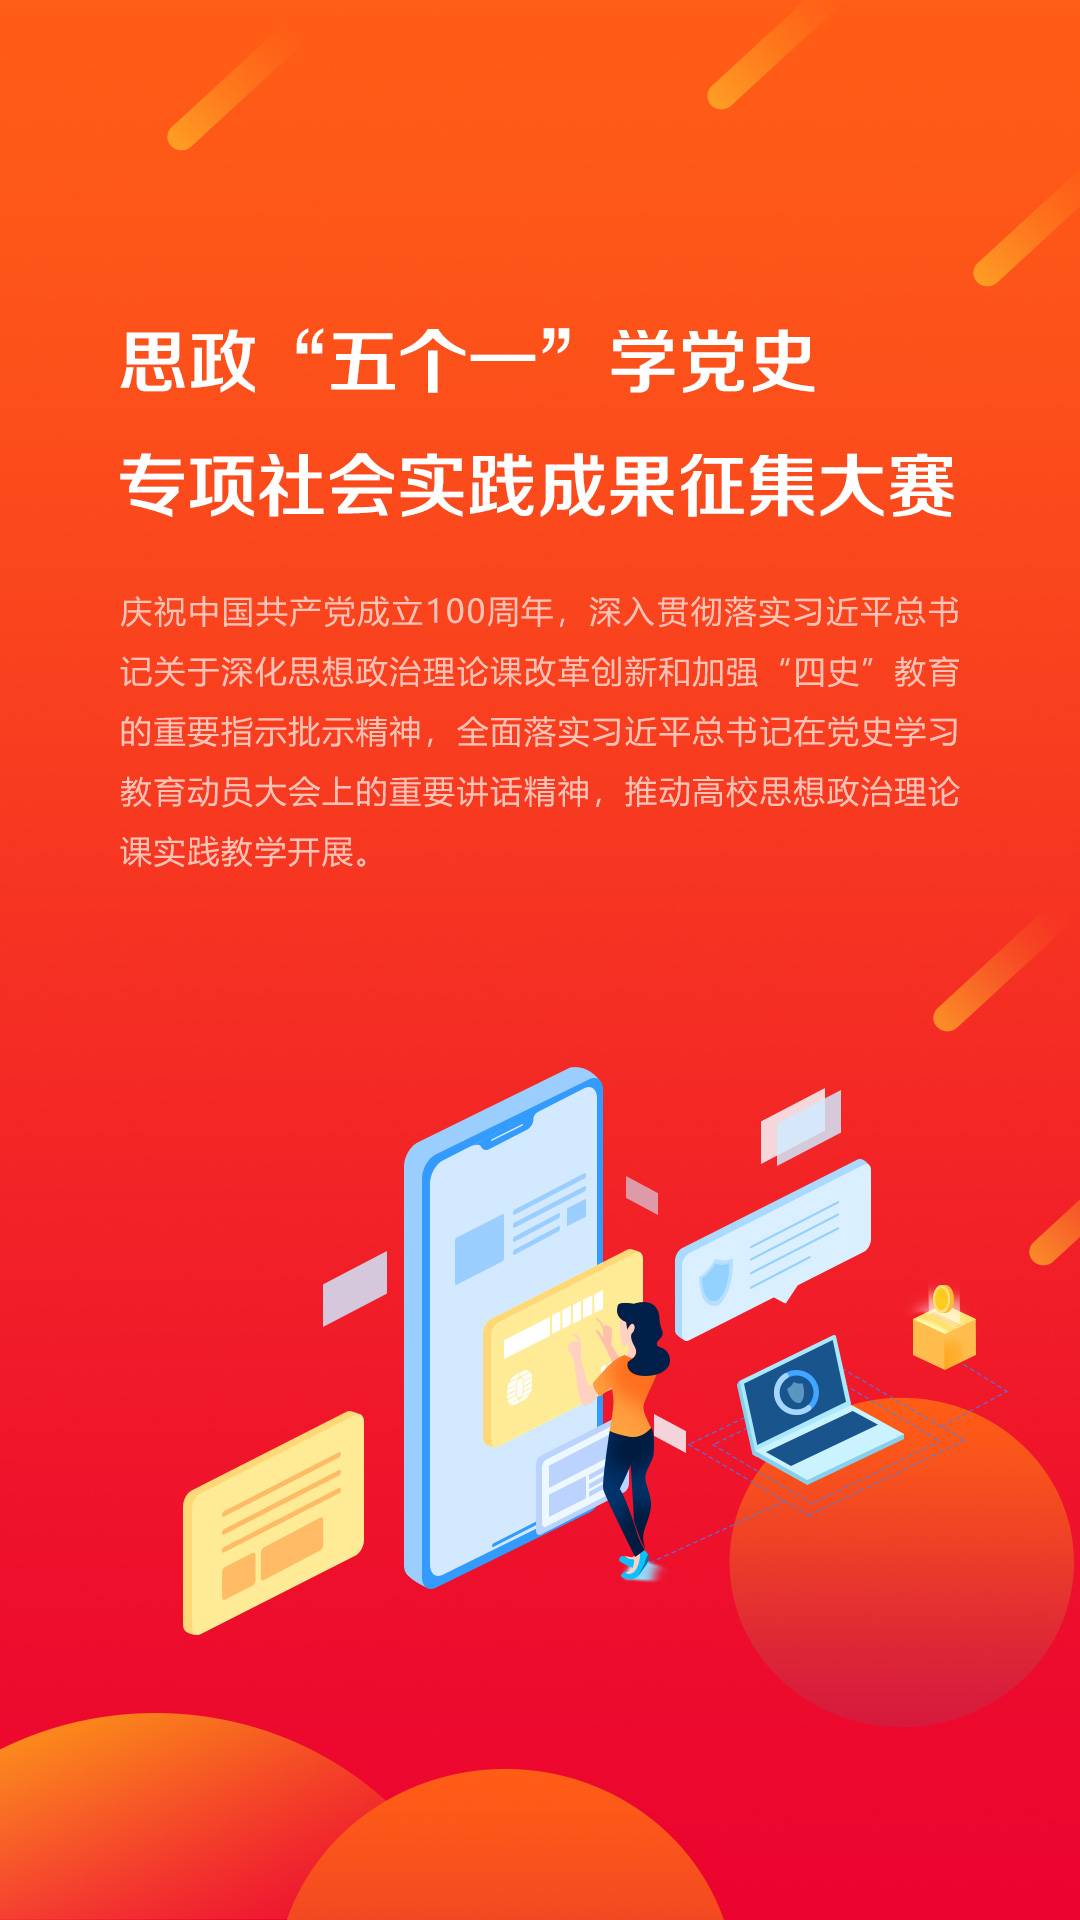 思政“五个一”学党史
专项社会实践成果征集大赛
庆祝中国共产党成立100周年，深入贯彻落实习近平总书
记关于深化思想政治理论课改革创新和加强“四史”教育
的重要指示批示精神，全面落实习近平总书记在党史学习
教育动员大会上的重要讲话精神，推动高校思想政治理论
课实践教学开展。